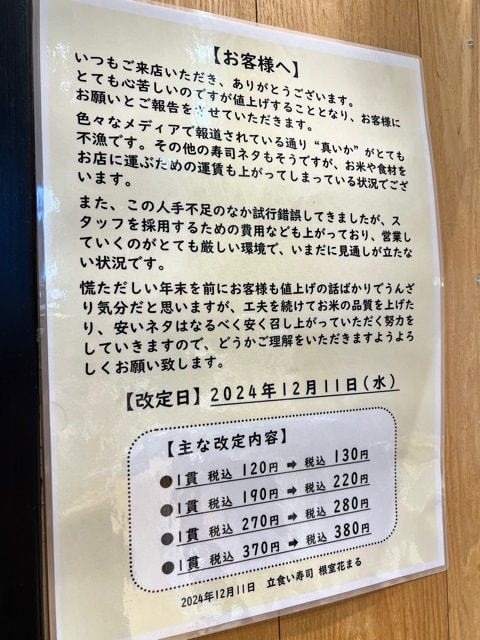 【お客様へ】
いつもご来店いただき、ありがとうございます。
とても心苦しいのですが値上げすることとなり、お客様に
お願いとご報告をさせていただきます。
色々なメディアで報道されている通り“真いか”がとても
不漁です。その他の寿司ネタもそうですが、お米や食材を
お店に運ぶための運賃も上がってしまっている状況でござ
います。
また、この人手不足のなか試行錯誤してきましたが、ス
タッフを採用するための費用なども上がっており、営業し
ていくのがとても厳しい環境で、いまだに見通しが立たな
い状況です。
慌ただしい年末を前にお客様も値上げの話ばかりでうんざ
り気分だと思いますが、工夫を続けてお米の品質を上げた
り、安いネタはなるべく安く召し上がっていただく努力を
していきますので、どうかご理解をいただきますようよろ
しくお願い致します。
【改定日】2024年12月11日(水)
【主な改定内容】
●1貫 税込 120円 ➡ 税込 130円
●1貫 税込 190円 ➡ 税込 220円
●1貫 税込 270円 ➡ 税込 280円
●1貫 税込 370円 ➡ 税込 380円
2024年12月11日 立食い寿司 根室花まる